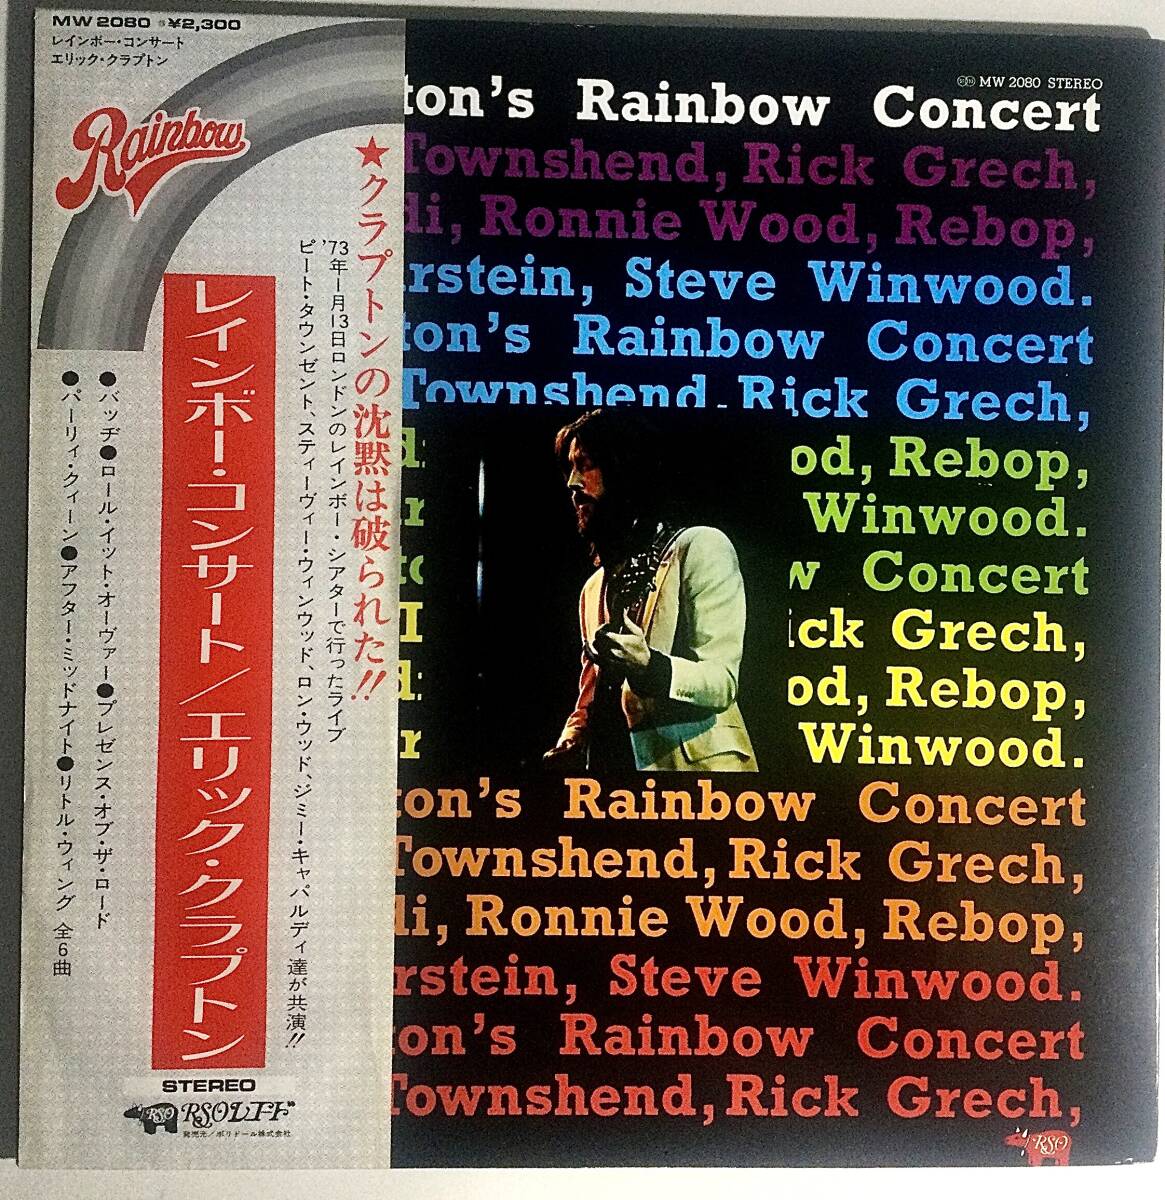 MW 2080 ¥2,300
レインボー・コンサート
エリック・クラプトン
Rainbow
★クラプトンの沈黙は破られた!!
'73年1月13日ロンドンのレインボー・シアターで行ったライブ
ピート・タウンゼント、スティーヴィー・ウィンウッド、ロン・ウッド、ジミー・キャパルディ達が共演!!
レインボー・コンサート／エリック・クラプトン
●バッヂ●ロール・イット・オーヴァー●プレゼンス・オブ・ザ・ロード
●パーリィ・クィーン●アフター・ミッドナイト●リトル・ウィング 全6曲
STEREO
RSO RSOレコード
発売元／ポリドール株式会社
MW 2080 STEREO
ton's Rainbow Concert
Townshend, Rick Grech,
di, Ronnie Wood, Rebop,
rstein, Steve Winwood.
ton's Rainbow Concert
Townshend, Rick Grech,
od, Rebop,
Winwood.
w Concert
ick Grech,
od, Rebop,
r Winwood.
ton's Rainbow Concert
Townshend, Rick Grech,
di, Ronnie Wood, Rebop,
rstein, Steve Winwood.
ton's Rainbow Concert
Townshend, Rick Grech,
RSO